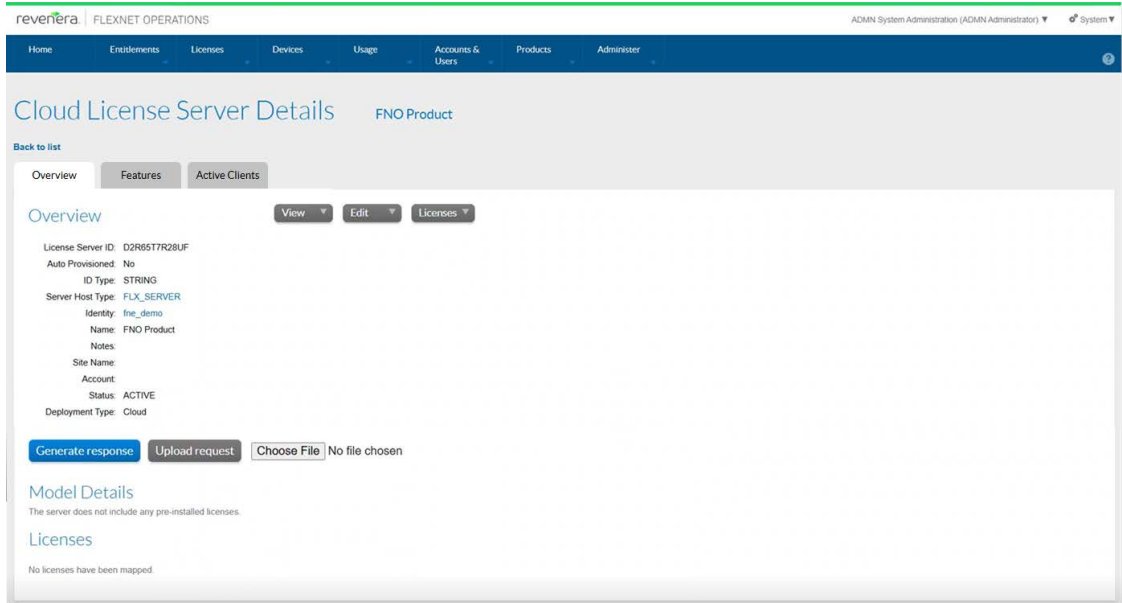 revenera. FLEXNET OPERATIONS
ADMN System Administration (ADMN Administrator) ▼ System ▼
Home Entitlements Licenses Devices Usage Accounts & Users Products Administer
Cloud License Server Details FNO Product
Back to list
Overview Features Active Clients
Overview View Edit Licenses
License Server ID: D2R65T7R28UF
Auto Provisioned: No
ID Type: STRING
Server Host Type: FLX_SERVER
Identity: fne_demo
Name: FNO Product
Notes:
Site Name:
Account:
Status: ACTIVE
Deployment Type: Cloud
Generate response Upload request Choose File No file chosen
Model Details
The server does not include any pre-installed licenses.
Licenses
No licenses have been mapped.